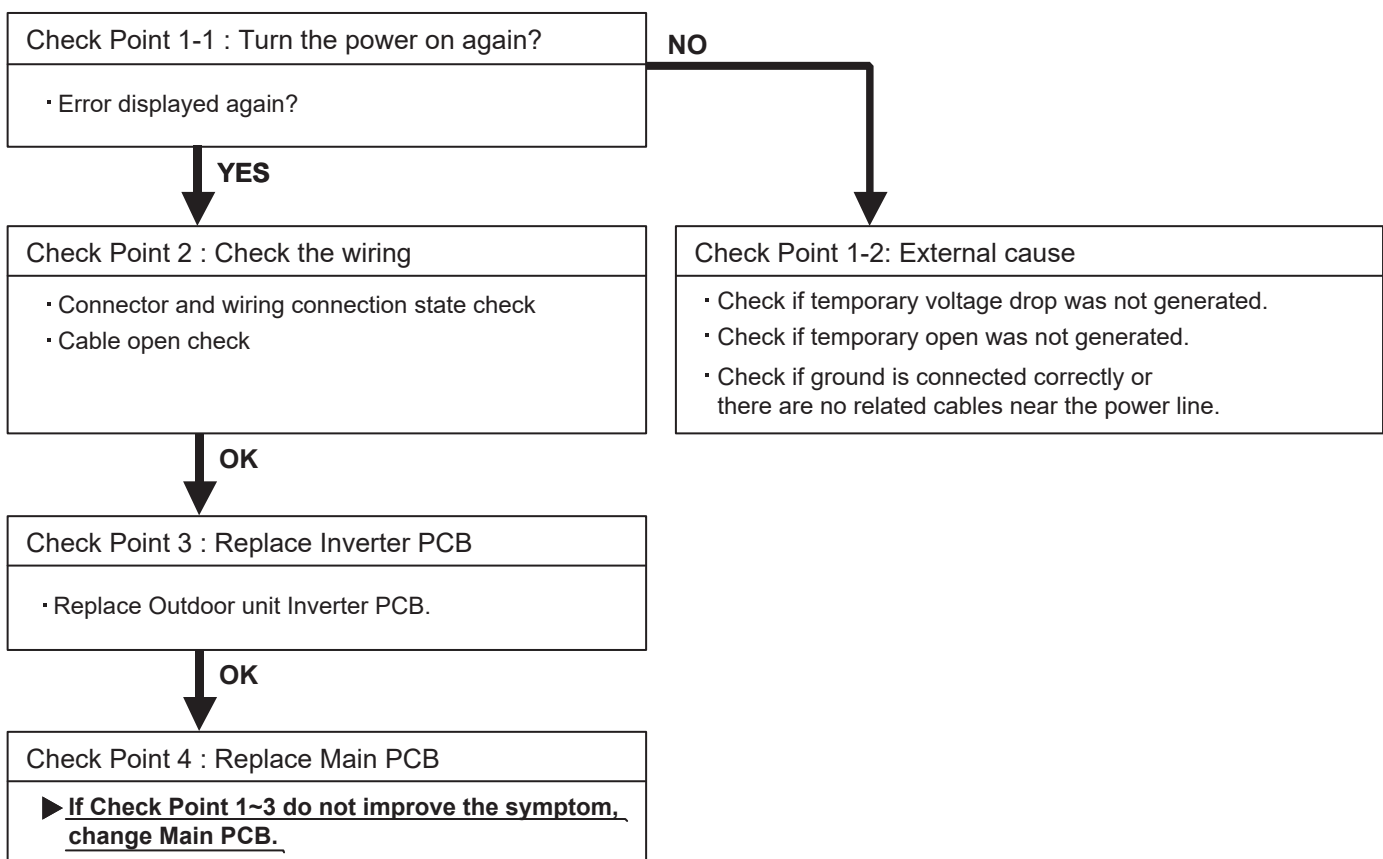 Check Point 1-1 : Turn the power on again?
NO
· Error displayed again?
YES
Check Point 2 : Check the wiring
· Connector and wiring connection state check
· Cable open check
Check Point 1-2: External cause
· Check if temporary voltage drop was not generated.
· Check if temporary open was not generated.
· Check if ground is connected correctly or
there are no related cables near the power line.
OK
Check Point 3 : Replace Inverter PCB
· Replace Outdoor unit Inverter PCB.
OK
Check Point 4 : Replace Main PCB
▶ If Check Point 1~3 do not improve the symptom,
change Main PCB.